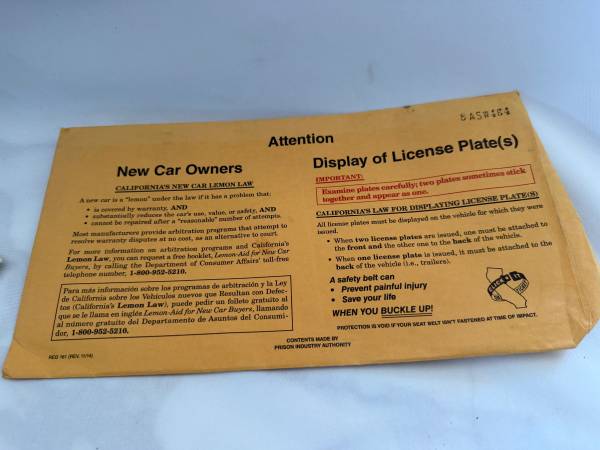 Attention
New Car Owners
CALIFORNIA'S NEW CAR LEMON LAW
A new car is a "lemon" under the law if it has a problem that:
• is covered by warranty, AND
• substantially reduces the car's use, value, or safety, AND
• cannot be repaired after a "reasonable" number of attempts.
Most manufacturers provide arbitration programs that attempt to
resolve warranty disputes at no cost, as an alternative to court.
For more information on arbitration programs and California's
Lemon Law, you can request a free booklet, Lemon-Aid for New Car
Buyers, by calling the Department of Consumer Affairs' toll-free
telephone number, 1-800-952-5210.
Para más información sobre los programas de arbitración y la Ley
de California sobre los Vehículos nuevos que Resultan con Defec-
tos (California's Lemon Law), puede pedir un folleto gratuito al
que se le llama en inglés Lemon-Aid for New Car Buyers, llamando
al número gratuito del Departamento de Asuntos del Consumi-
dor, 1-800-952-5210.
REG 161 (REV. 11/14)
Display of License Plate(s)
IMPORTANT:
Examine plates carefully; two plates sometimes stick
together and appear as one.
CALIFORNIA'S LAW FOR DISPLAYING LICENSE PLATE(S)
All license plates must be displayed on the vehicle for which they were
issued.
• When two license plates are issued, one must be attached to
the front and the other one to the back of the vehicle.
• When one license plate is issued, it must be attached to the
back of the vehicle (i.e., trailers).
A safety belt can
• Prevent painful injury
• Save your life
WHEN YOU BUCKLE UP!
CLICK IT
PROTECTION IS VOID IF YOUR SEAT BELT ISN'T FASTENED AT TIME OF IMPACT.
CONTENTS MADE BY
PRISON INDUSTRY AUTHORITY